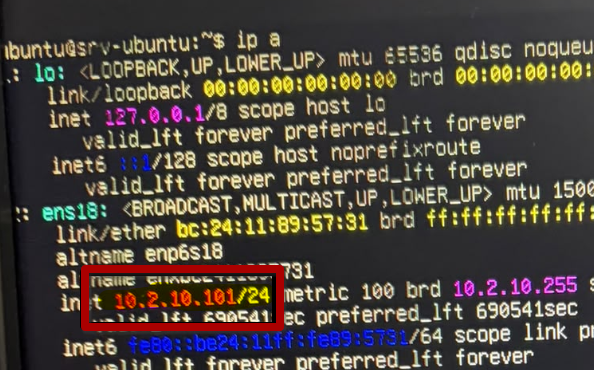 ubuntu@srv-ubuntu:~$ ip a
: lo: <LOOPBACK,UP,LOWER_UP> mtu 65536 qdisc noqueu
link/loopback 00:00:00:00:00:00 brd 00:00:00:00:
inet 127.0.0.1/8 scope host lo
valid_lft forever preferred_lft forever
inet6 ::1/128 scope host noprefixroute
valid_lft forever preferred_lft forever
: ens18: <BROADCAST,MULTICAST,UP,LOWER_UP> mtu 1500
link/ether bc:24:11:89:57:31 brd ff:ff:ff:ff:ff:
altname enp6s18
altname enxbc2411895731
inet 10.2.10.101/24 metric 100 brd 10.2.10.255 s
valid_lft 690541sec preferred_lft 690541sec
inet6 fe80::be24:11ff:fe89:5731/64 scope link pr
valid_lft forever preferred_lft forever